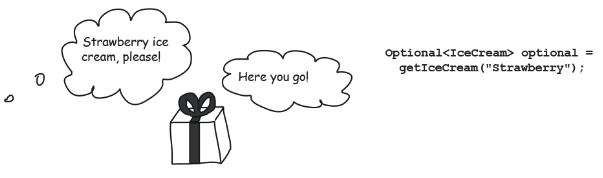 Strawberry ice
cream, please!
Here you go!
Optional<IceCream> optional =
getIceCream("Strawberry");